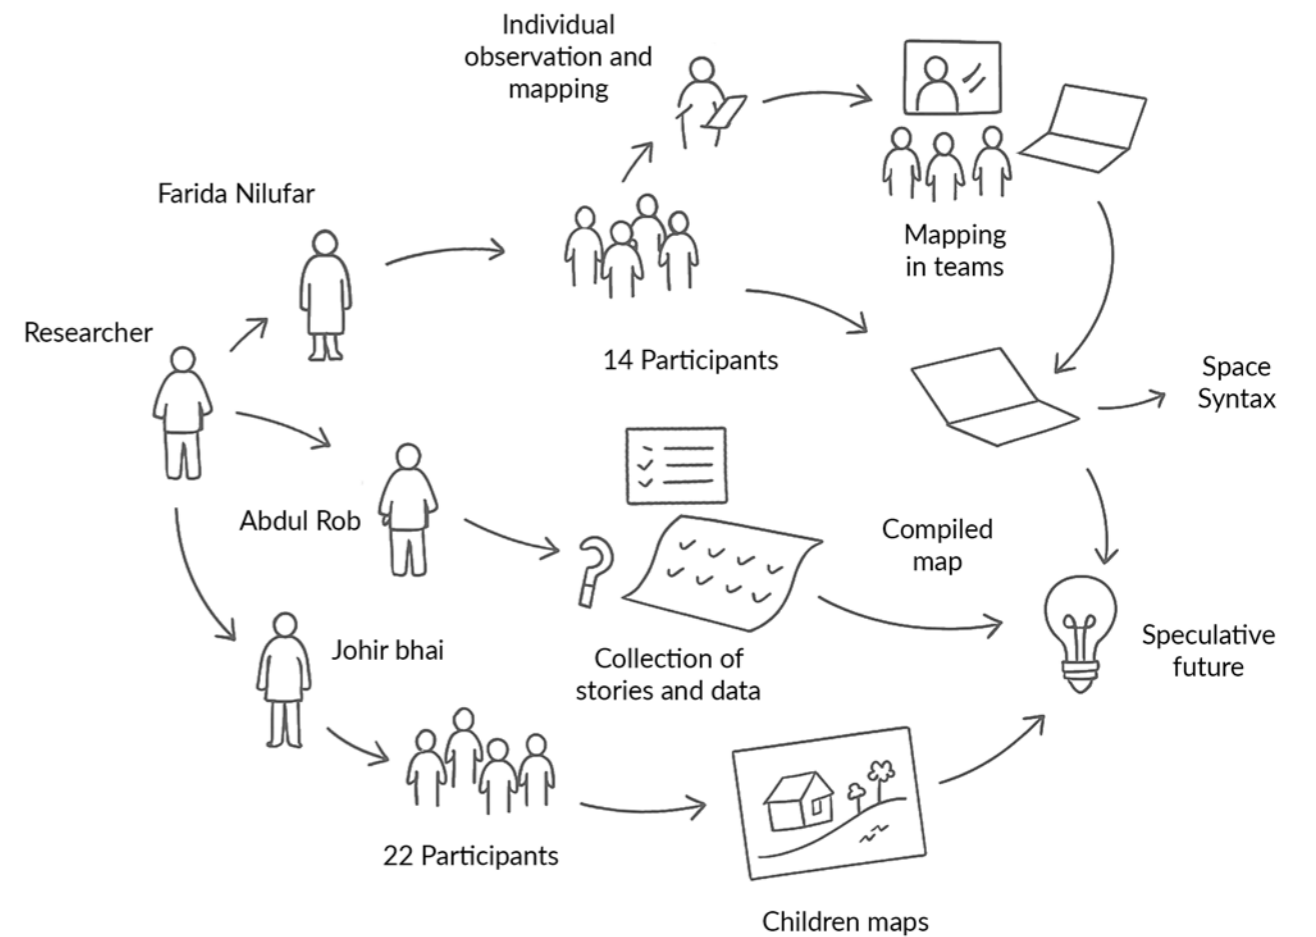 Individual
observation and
mapping
Farida Nilufar
Mapping
in teams
Researcher
14 Participants
Space
Syntax
Abdul Rob
Compiled
map
Johir bhai
Collection of
stories and data
Speculative
future
22 Participants
Children maps